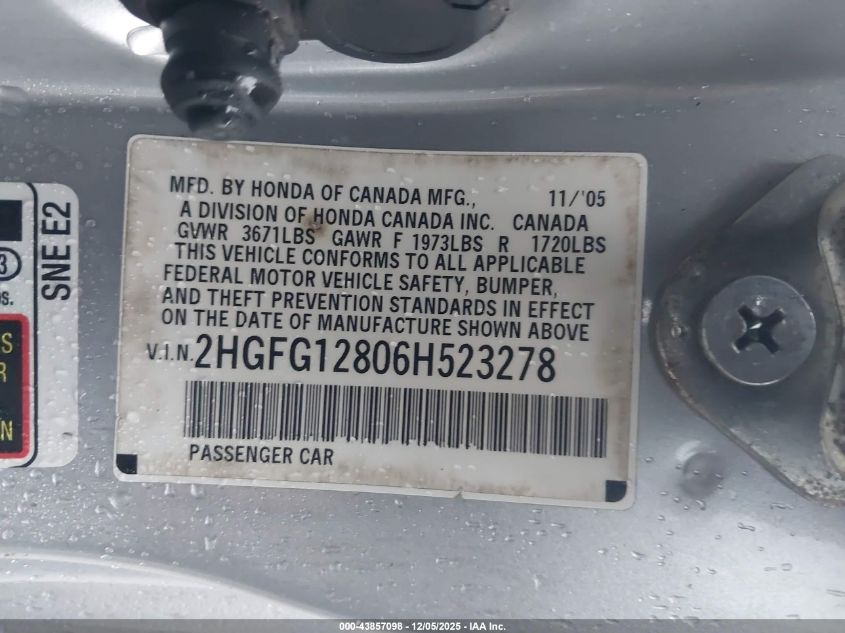 MFD. BY HONDA OF CANADA MFG., 11/'05
A DIVISION OF HONDA CANADA INC. CANADA
GVWR 3671LBS GAWR F 1973LBS R 1720LBS
THIS VEHICLE CONFORMS TO ALL APPLICABLE
FEDERAL MOTOR VEHICLE SAFETY, BUMPER,
AND THEFT PREVENTION STANDARDS IN EFFECT
ON THE DATE OF MANUFACTURE SHOWN ABOVE
V.I.N. 2HGFG12806H523278
PASSENGER CAR
SNE E2
3
S
R
N
000-43857098 - 12/05/2025 - IAA Inc.